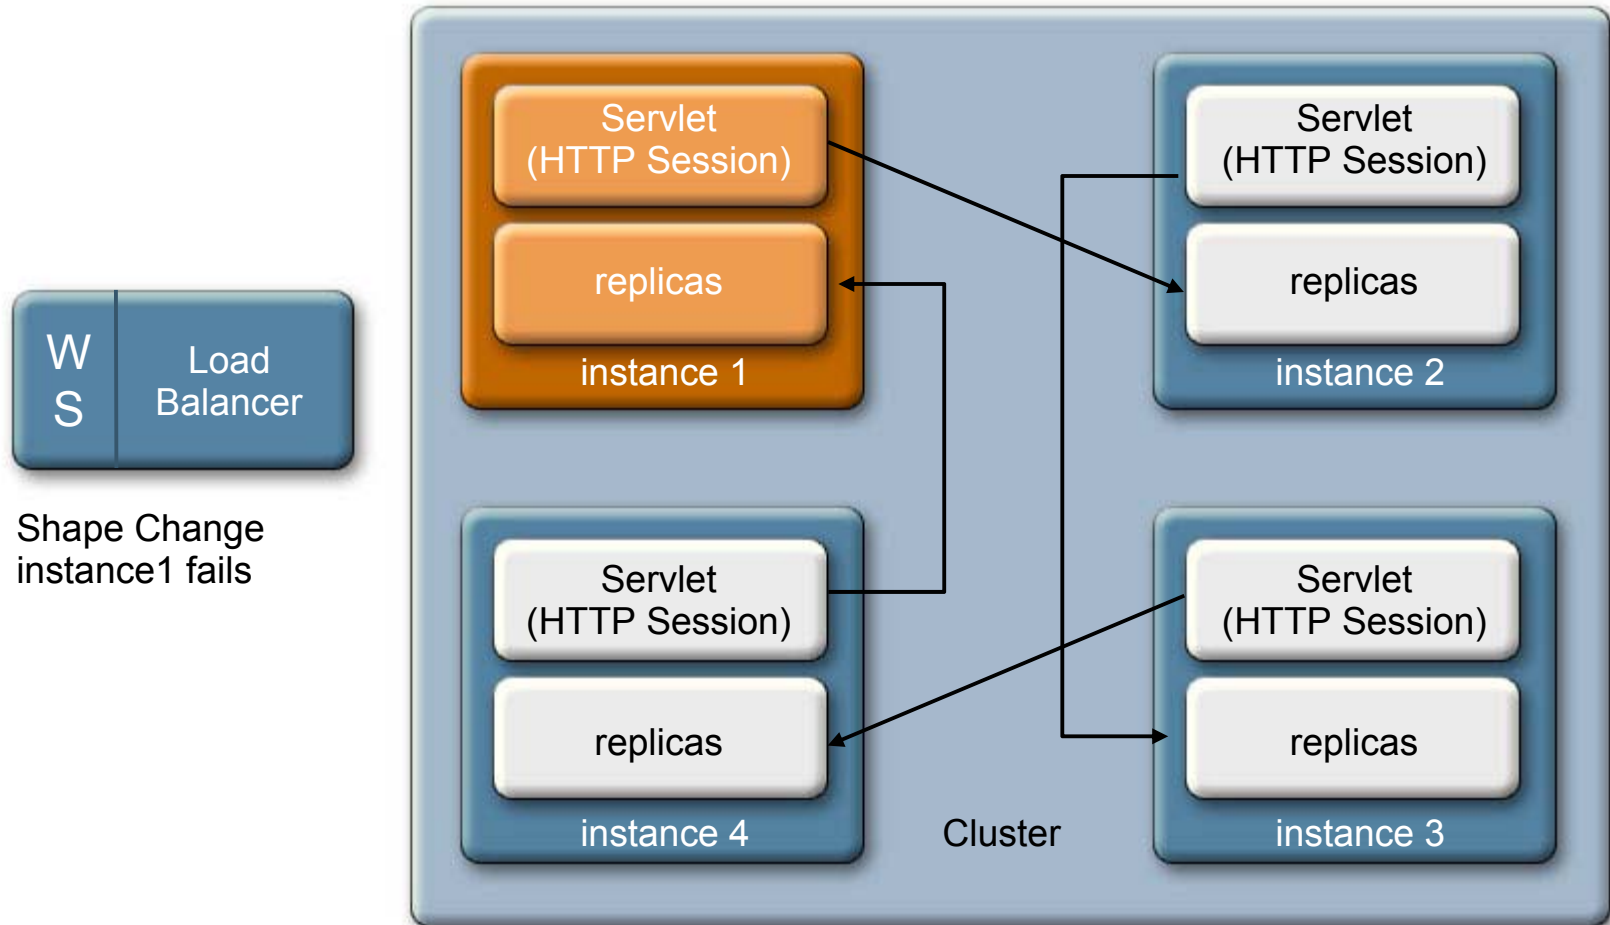 W
S
Load
Balancer
Shape Change
instance1 fails
Servlet
(HTTP Session)
replicas
instance 1
Servlet
(HTTP Session)
replicas
instance 2
Servlet
(HTTP Session)
replicas
instance 4
Cluster
Servlet
(HTTP Session)
replicas
instance 3